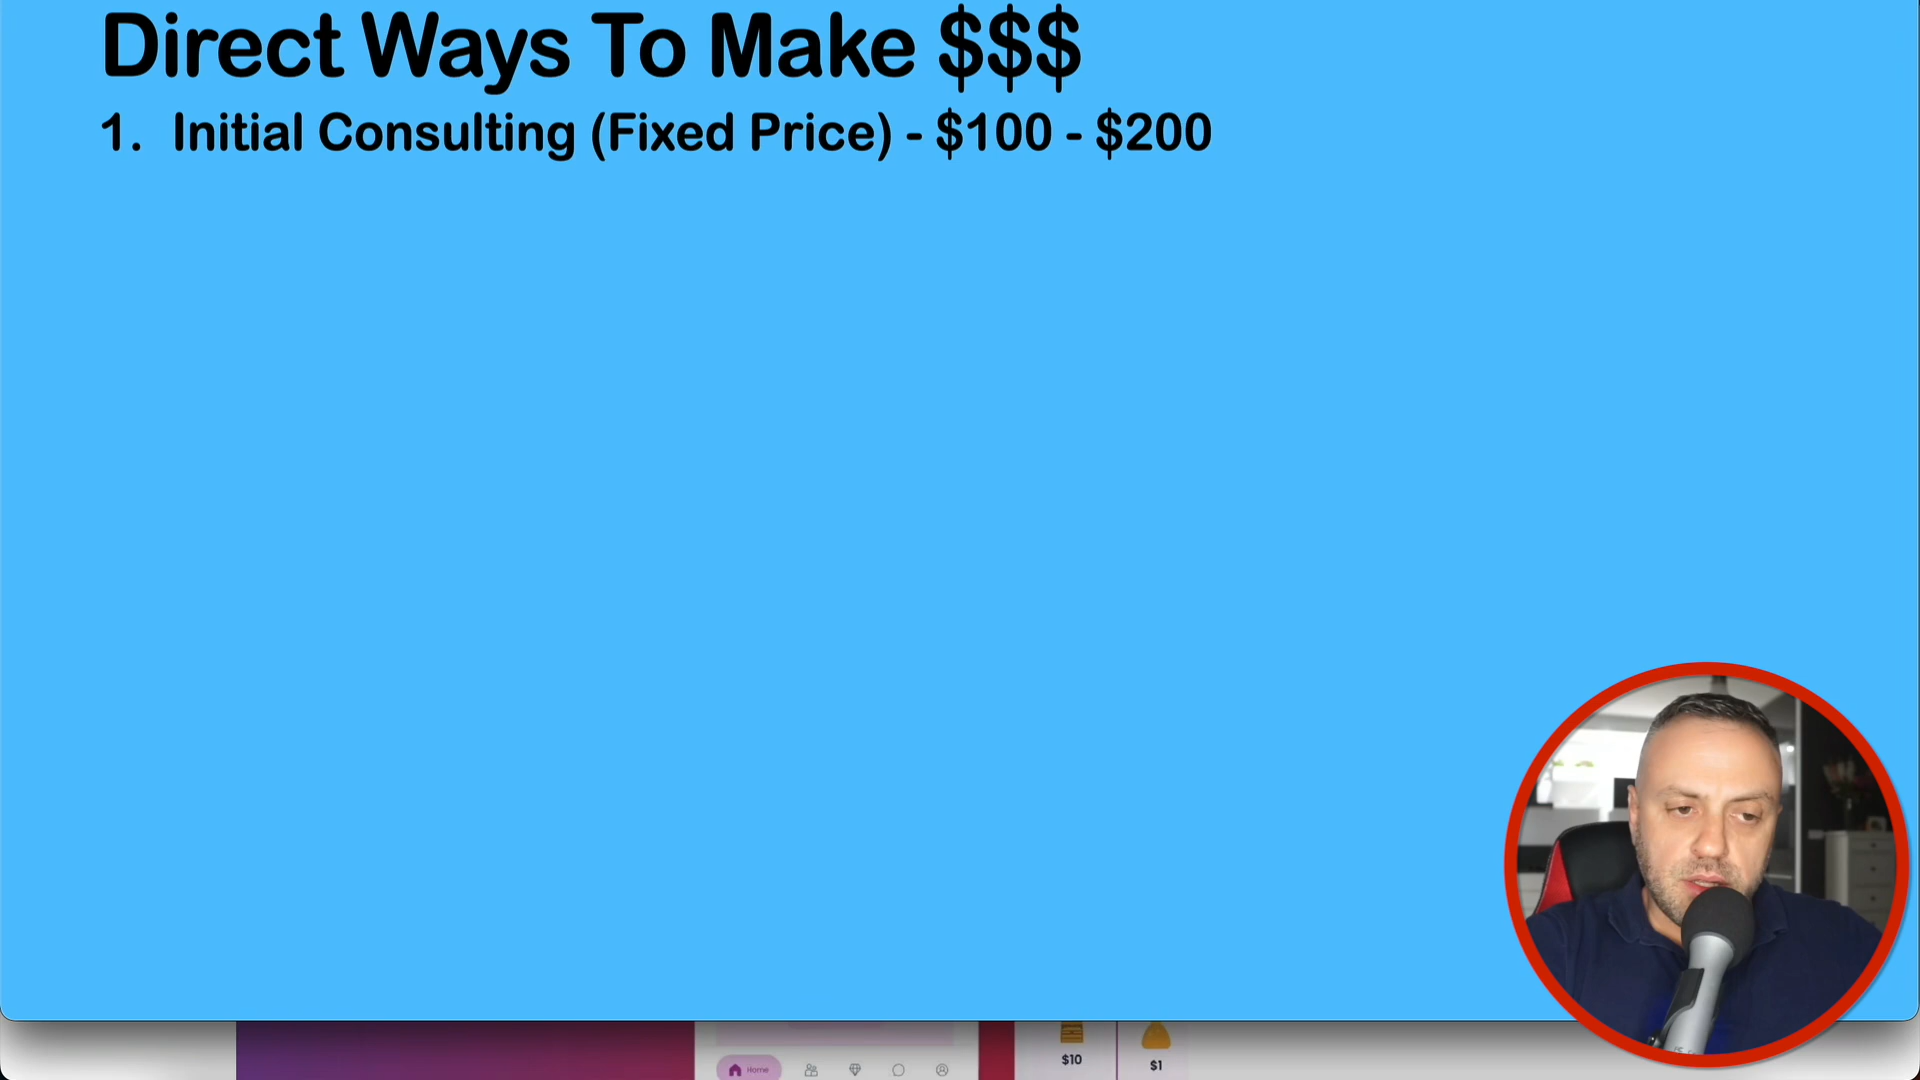 Direct Ways To Make $$$
1. Initial Consulting (Fixed Price) - $100 - $200
Home
$10
$1